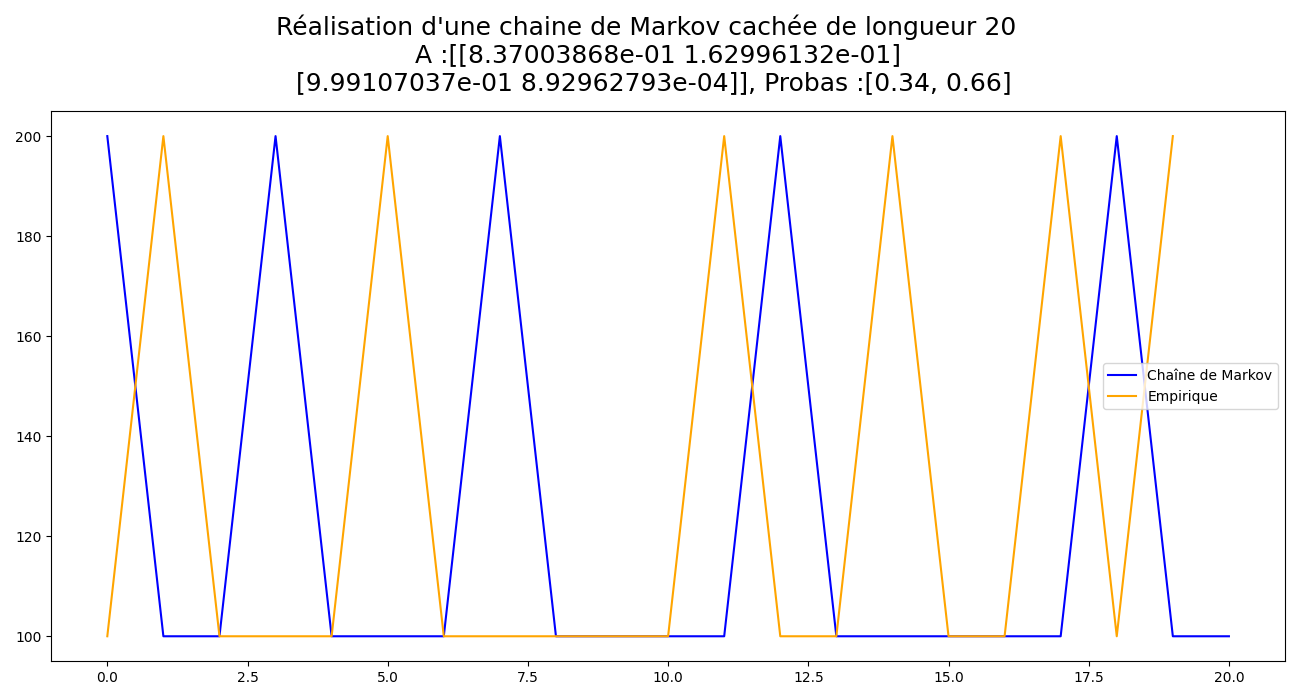 Réalisation d'une chaine de Markov cachée de longueur 20
A :[[8.37003868e-01 1.62996132e-01]
[9.99107037e-01 8.92962793e-04]], Probas :[0.34, 0.66]
200
180
160
140
120
100
Chaîne de Markov
Empirique
0.0 2.5 5.0 7.5 10.0 12.5 15.0 17.5 20.0